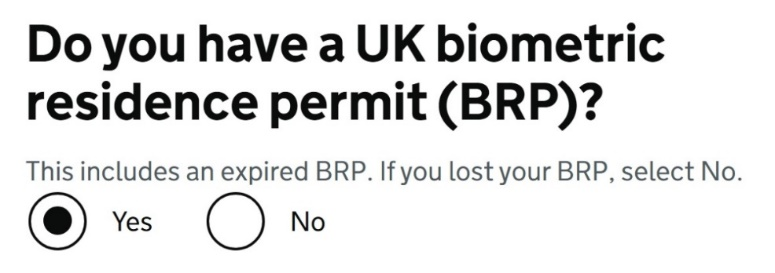 Do you have a UK biometric
residence permit (BRP)?
This includes an expired BRP. If you lost your BRP, select No.
Yes No